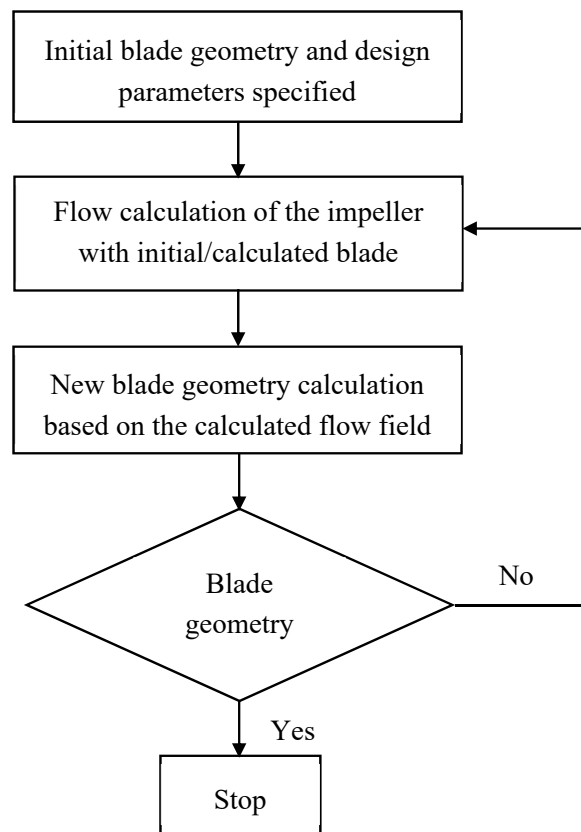 Initial blade geometry and design
parameters specified
Flow calculation of the impeller
with initial/calculated blade
New blade geometry calculation
based on the calculated flow field
Blade
geometry
No
Yes
Stop